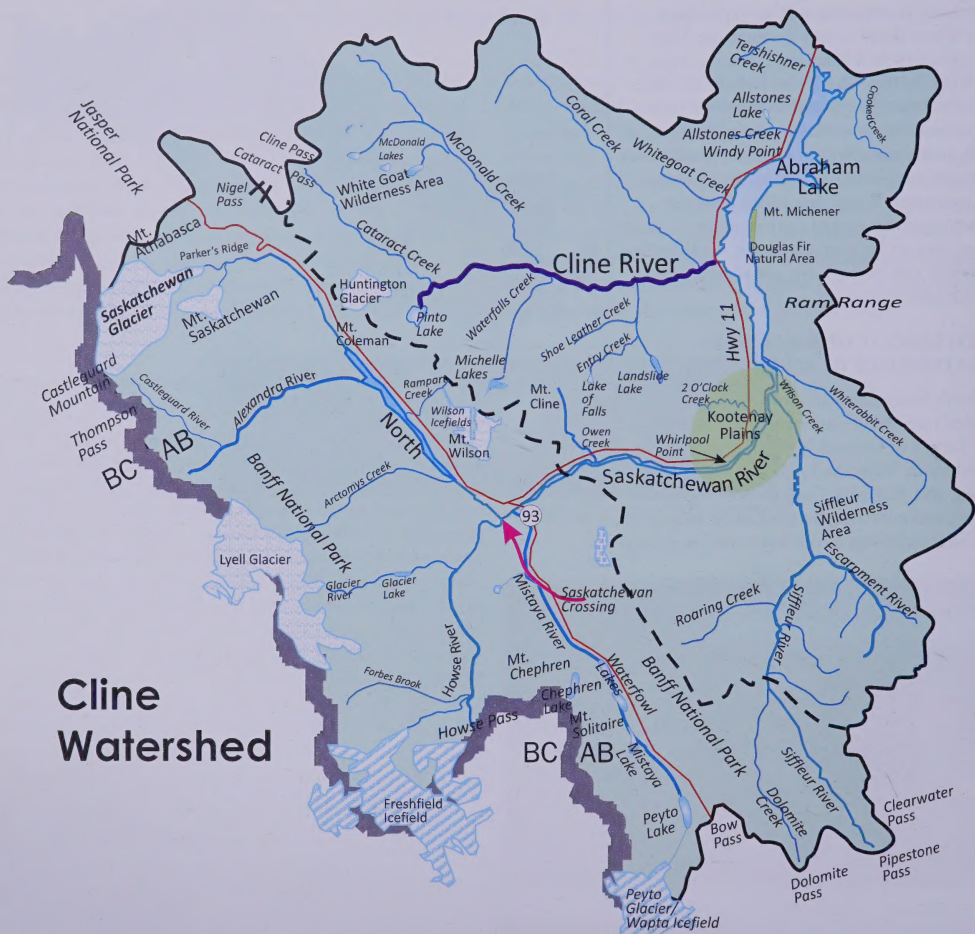 Tershishner
Creek
Allstones
Lake
Crooked Creek
Allstones Creek
Windy Point
Abraham
Lake
Whitegoat Creek
Coral Creek
Mt. Michener
Douglas Fir
Natural Area
Ram Range
Jasper
National Park
Cline Pass
Cataract Pass
Nigel
Pass
McDonald
Lakes
McDonald Creek
White Goat
Wilderness Area
Cataract Creek
Mt.
Athabasca
Parker's Ridge
Saskatchewan
Glacier
Mt.
Saskatchewan
Huntington
Glacier
Pinto
Lake
Cline River
Waterfalls Creek
Hwy 11
Mt.
Coleman
Shoe Leather Creek
Entry Creek
Michelle
Lakes
Landslide
Lake
Lake
of
Falls
Mt.
Cline
2 O'Clock
Creek
Kootenay
Plains
Wilson Creek
Whiterabbit Creek
Castleguard
Mountain
Castleguard River
Alexandra River
Rampart
Creek
Wilson
Icefields
Mt.
Wilson
Owen
Creek
Whirlpool
Point
Thompson
Pass
BC
AB
North
Saskatchewan River
Banff National Park
Arctomys Creek
Siffleur
Wilderness
Area
Escarpment River
93
Lyell Glacier
Glacier
River
Glacier
Lake
Saskatchewan
Crossing
Mistaya River
Roaring Creek
Siffleur River
Howse River
Forbes Brook
Mt.
Chephren
Chephren
Lake
Waterfowl
Lakes
Banff National Park
Howse Pass
Mt.
Solitaire
BC
AB
Mistaya
Lake
Cline
Watershed
Siffleur River
Freshfield
Icefield
Peyto
Lake
Bow
Pass
Dolomite
Creek
Clearwater
Pass
Pipestone
Pass
Dolomite
Pass
Peyto
Glacier/
Wapta Icefield